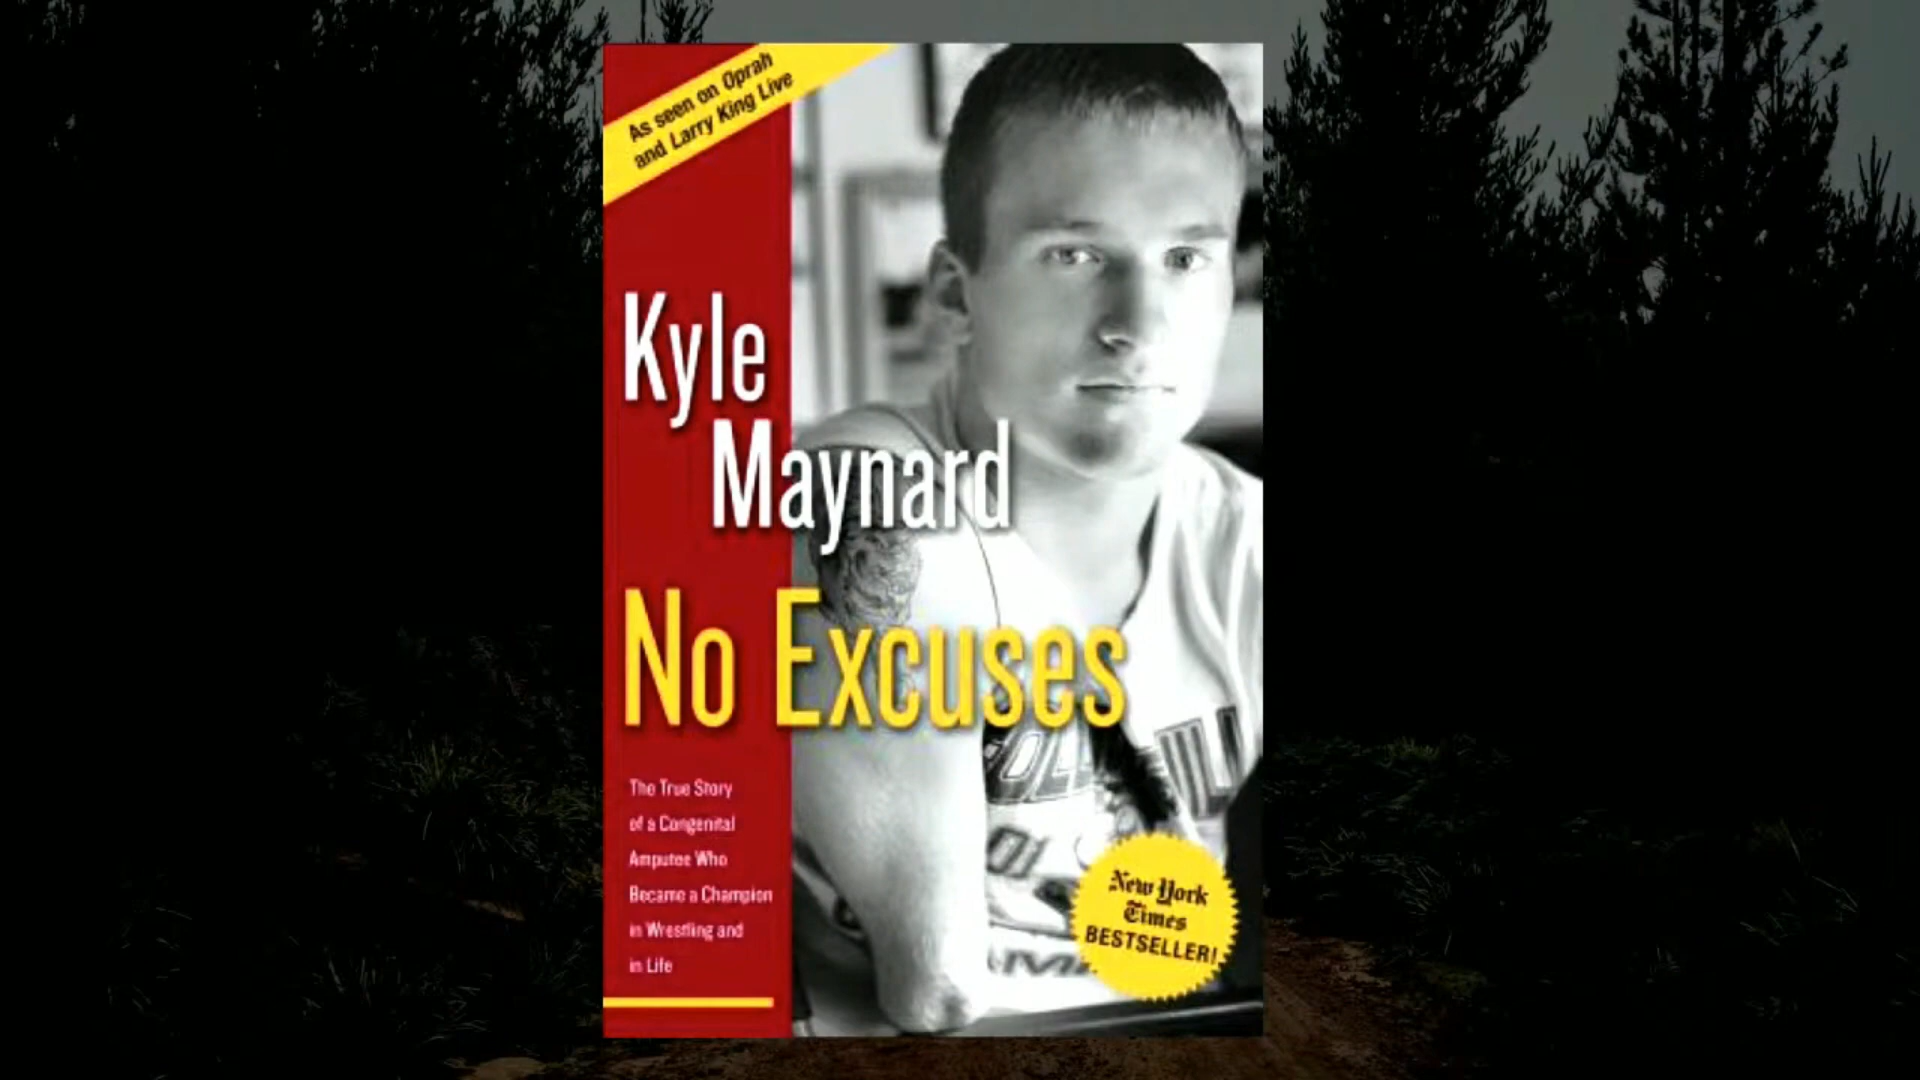 As seen on Oprah
and Larry King Live
Kyle
Maynard
No Excuses
The True Story
of a Congenital
Amputee Who
Became a Champion
in Wrestling and
in Life
01
New York
Times
BESTSELLER!